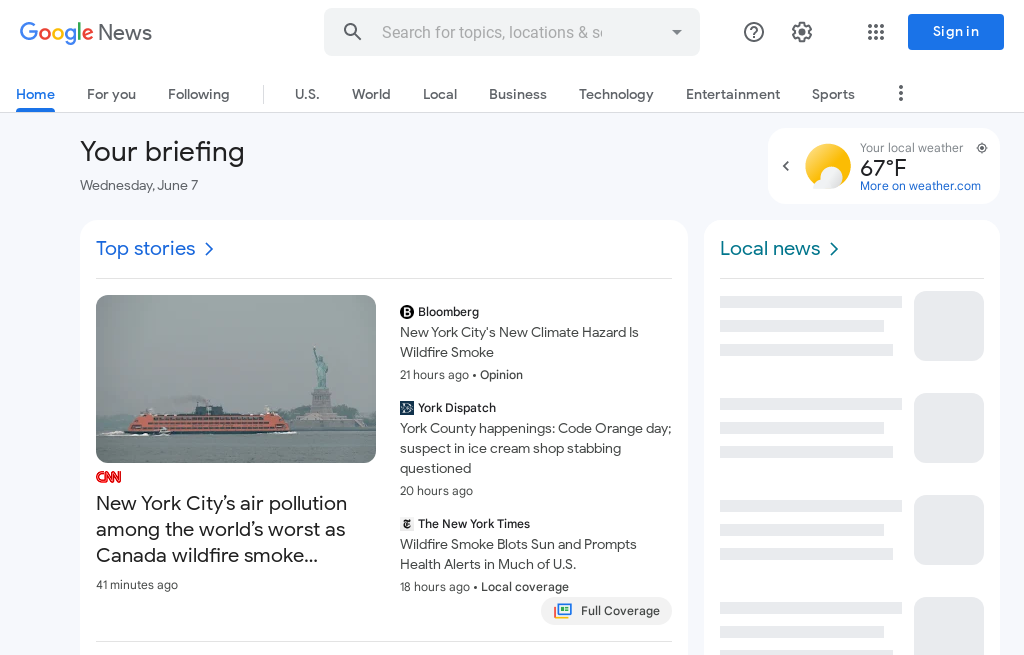 Google News
Search for topics, locations & s
Sign in
Home
For you
Following
U.S.
World
Local
Business
Technology
Entertainment
Sports
Your briefing
Wednesday, June 7
Your local weather
67°F
More on weather.com
Top stories
CNN
New York City’s air pollution
among the world’s worst as
Canada wildfire smoke...
41 minutes ago
Bloomberg
New York City's New Climate Hazard Is
Wildfire Smoke
21 hours ago • Opinion
York Dispatch
York County happenings: Code Orange day;
suspect in ice cream shop stabbing
questioned
20 hours ago
The New York Times
Wildfire Smoke Blots Sun and Prompts
Health Alerts in Much of U.S.
18 hours ago • Local coverage
Full Coverage
Local news